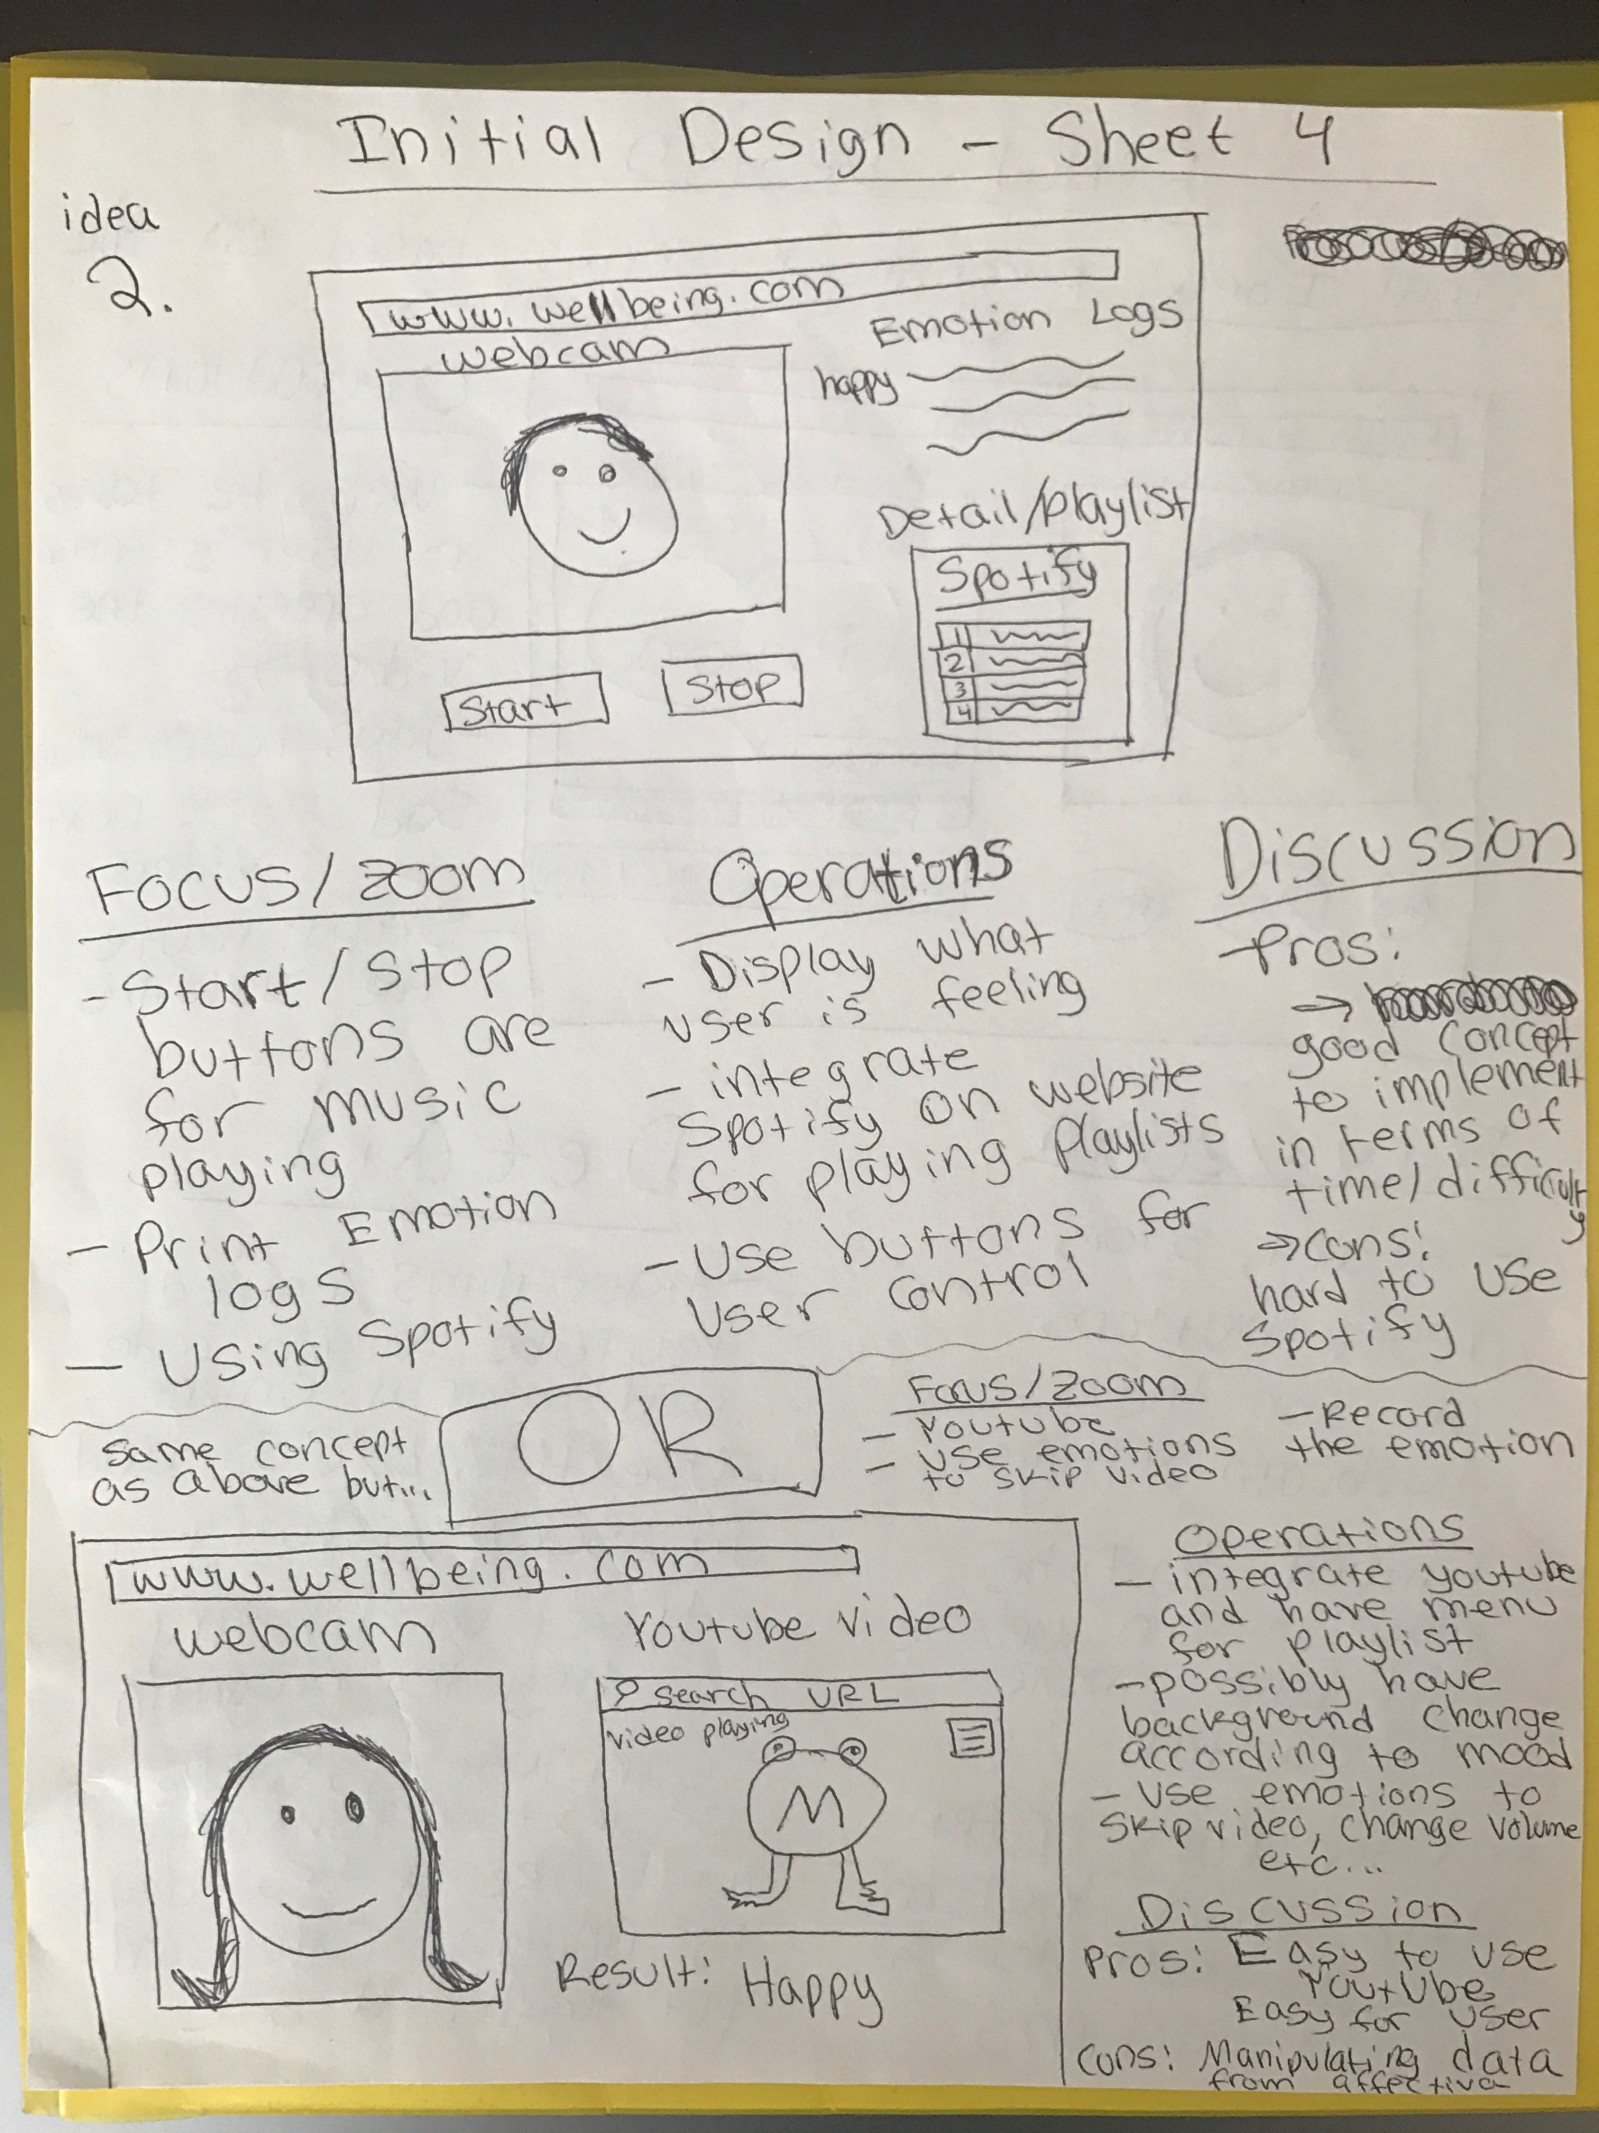 Initial Design - Sheet 4
idea
2.
www.wellbeing.com
webcam
Emotion Logs
happy
Detail/playlist
Spotify
1
2
3
4
Start
Stop
Focus/zoom
- Start/stop
buttons are
for music
playing
- Print Emotion
logs
- Using Spotify
Operations
- Display what
user is feeling
- integrate
Spotify on website
for playing playlists
- Use buttons for
user control
Discussion
- Pros:
→
good concept
to implement
in terms of
time/difficulty
→ cons:
hard to use
Spotify
same concept
as above but...
OR
Focus/zoom
- Youtube
- use emotions
to skip video
- Record
the emotion
www.wellbeing.com
webcam
Youtube video
search URL
video playing
M
Result: Happy
Operations
- integrate youtube
and have menu
for playlist
- possibly have
background change
according to mood
- use emotions to
skip video, change volume
etc...
Discussion
Pros: Easy to use
Youtube
Easy for user
Cons: Manipulating data
from affectiva